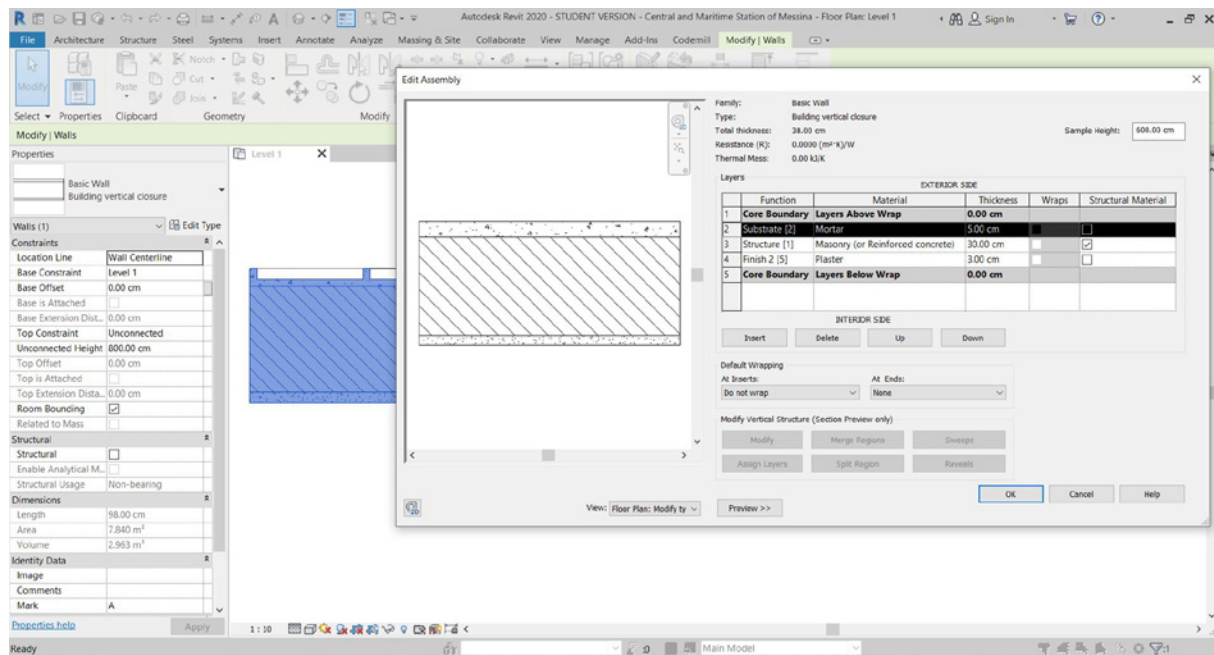 Autodesk Revit 2020 - STUDENT VERSION - Central and Maritime Station of Messina - Floor Plan: Level 1
Sign In
File Architecture Structure Steel Systems Insert Annotate Analyze Massing & Site Collaborate View Manage Add-Ins Codemill Modify | Walls
Modify Paste Notch Cut Join
Select Properties Clipboard Geometry Modify
Modify | Walls
Properties
Level 1
Basic Wall
Building vertical closure
Walls (1) Edit Type
Constraints
Location Line Wall Centerline
Base Constraint Level 1
Base Offset 0.00 cm
Base is Attached
Base Extension Dist... 0.00 cm
Top Constraint Unconnected
Unconnected Height 800.00 cm
Top Offset 0.00 cm
Top is Attached
Top Extension Dista... 0.00 cm
Room Bounding
Related to Mass
Structural
Structural
Enable Analytical M...
Structural Usage Non-bearing
Dimensions
Length 98.00 cm
Area 7.840 m²
Volume 2.963 m³
Identity Data
Image
Comments
Mark A
Properties help Apply
Edit Assembly
Family: Basic Wall
Type: Building vertical closure
Total thickness: 38.00 cm Sample Height: 608.00 cm
Resistance (R): 0.0000 (m²·K)/W
Thermal Mass: 0.00 kJ/K
Layers
EXTERIOR SIDE
Function Material Thickness Wraps Structural Material
1 Core Boundary Layers Above Wrap 0.00 cm
2 Substrate [2] Mortar 5.00 cm
3 Structure [1] Masonry (or Reinforced concrete) 30.00 cm
4 Finish 2 [5] Plaster 3.00 cm
5 Core Boundary Layers Below Wrap 0.00 cm
INTERIOR SIDE
Insert Delete Up Down
Default Wrapping
At Inserts: At Ends:
Do not wrap None
Modify Vertical Structure (Section Preview only)
Modify Merge Regions Sweeps
Assign Layers Split Region Reveals
OK Cancel Help
View: Floor Plan: Modify ty Preview >>
1 : 10
Ready :0 Main Model :1